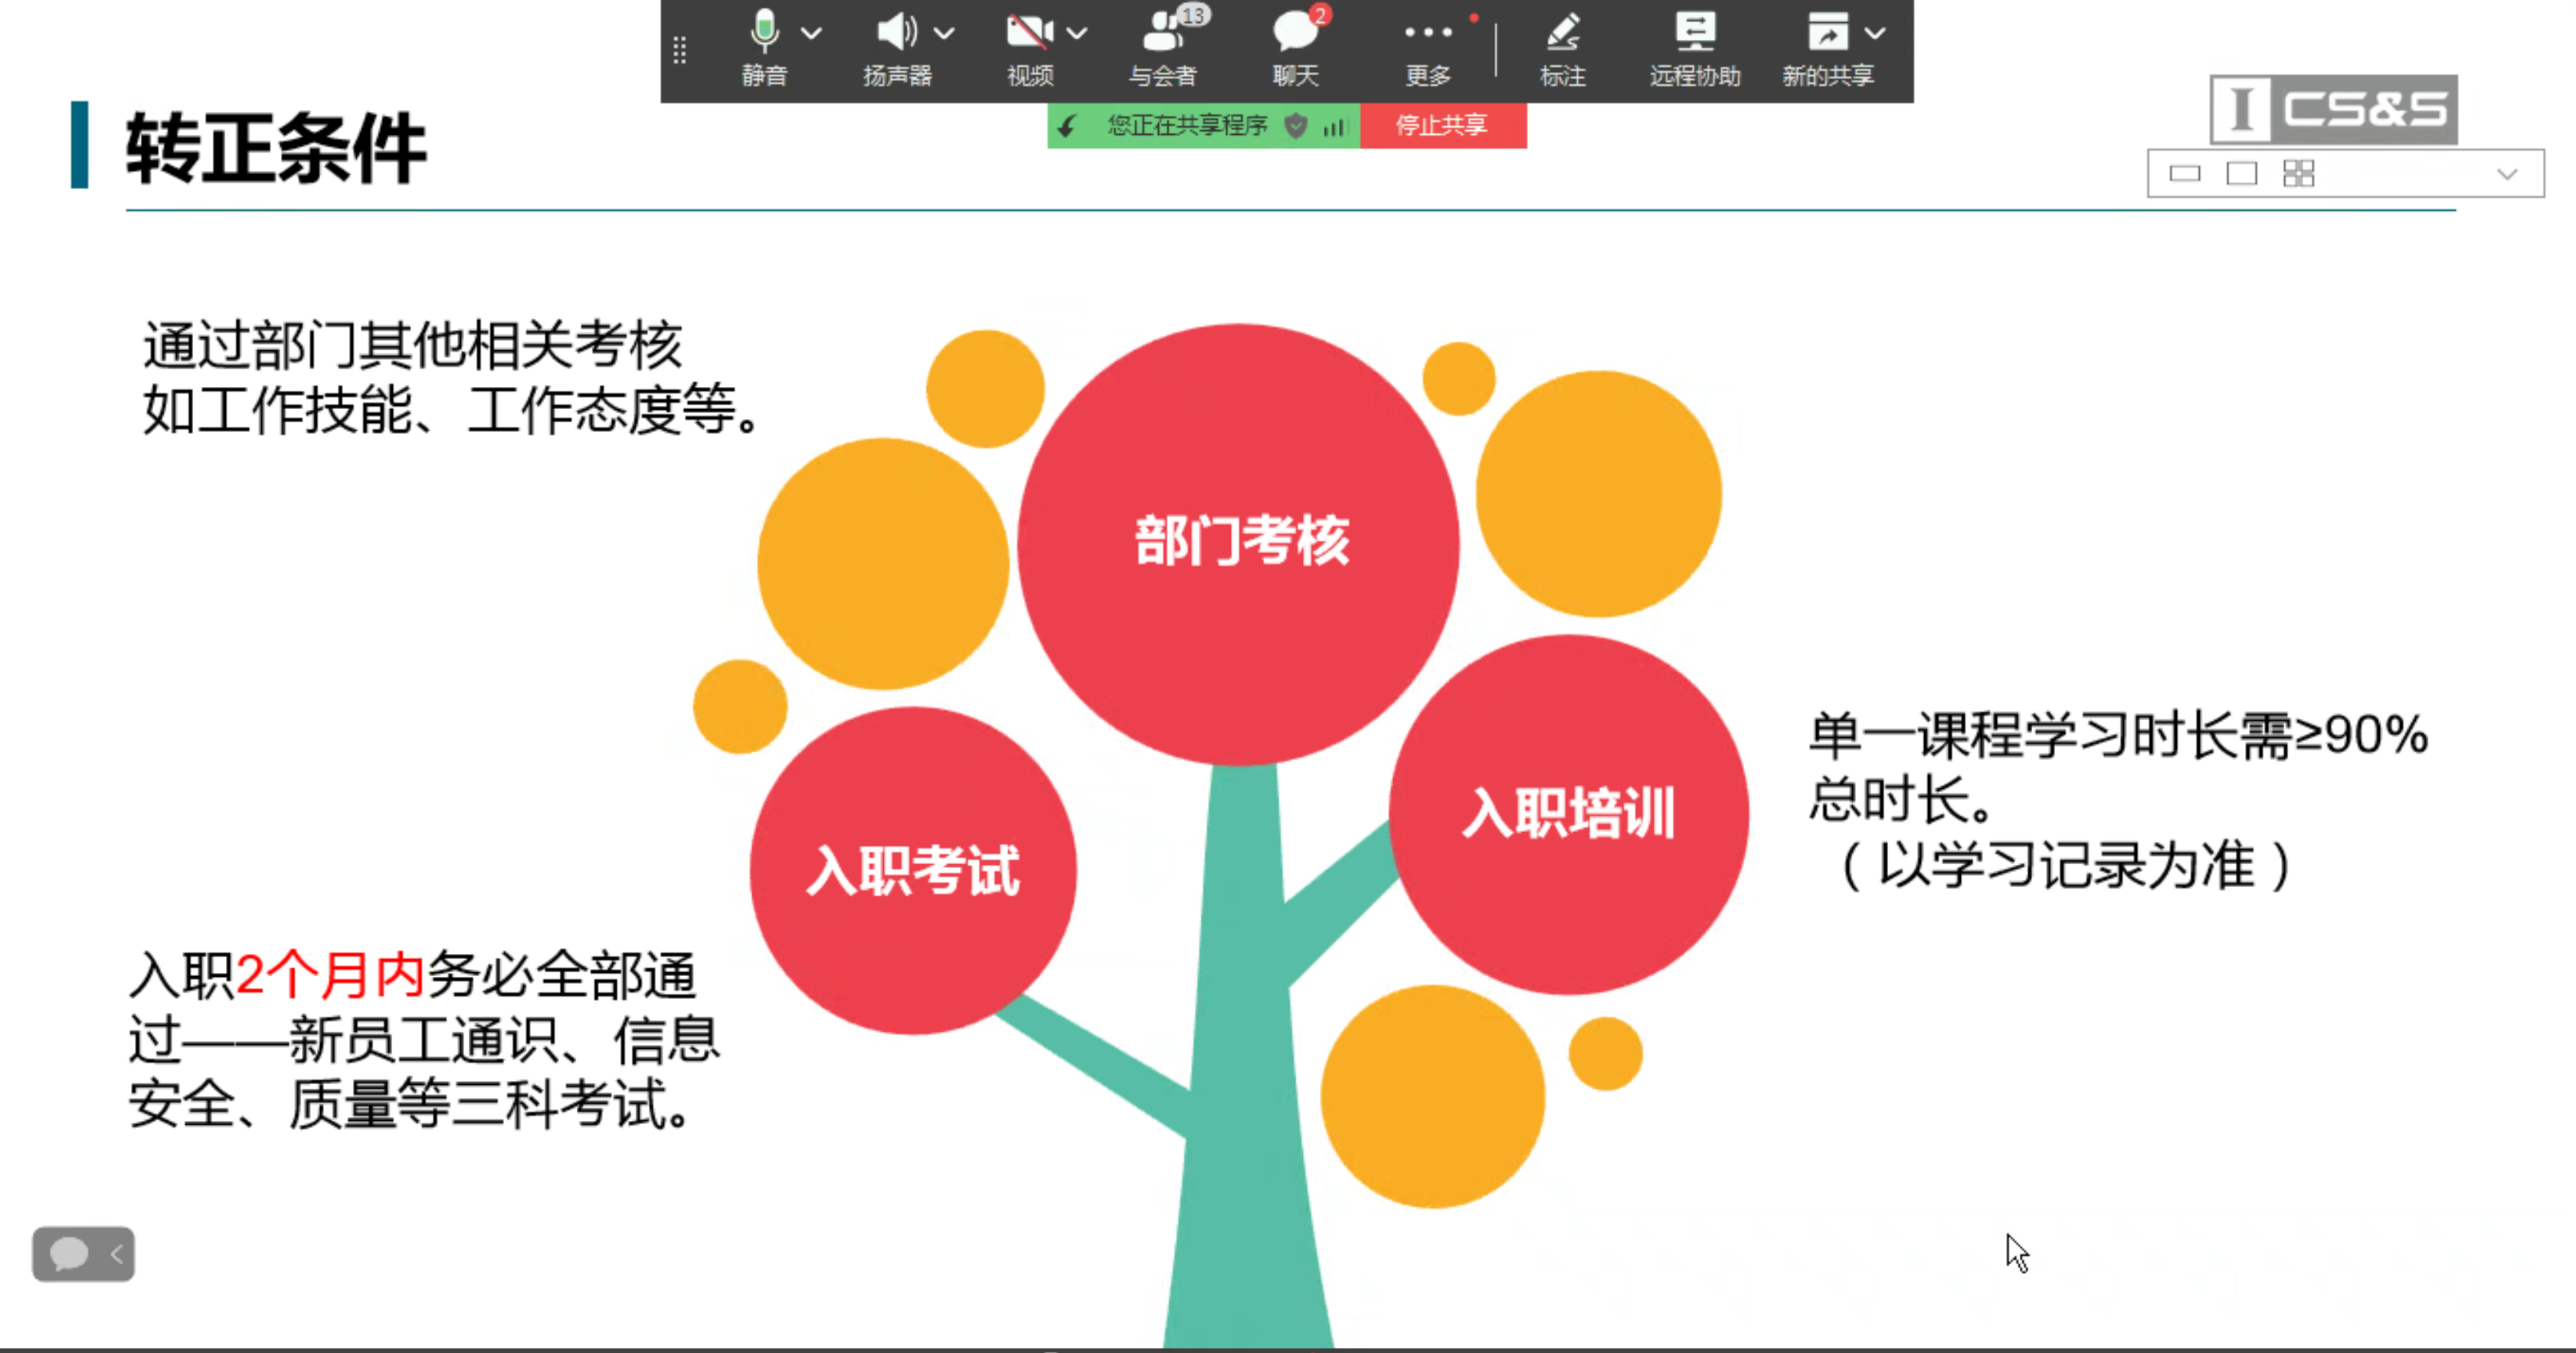 13
2
静音
扬声器
视频
与会者
聊天
更多
标注
远程协助
新的共享
您正在共享程序
停止共享
I CS&S
转正条件
通过部门其他相关考核
如工作技能、工作态度等。
部门考核
入职培训
单一课程学习时长需≥90%
总时长。
（以学习记录为准）
入职考试
入职2个月内务必全部通
过——新员工通识、信息
安全、质量等三科考试。